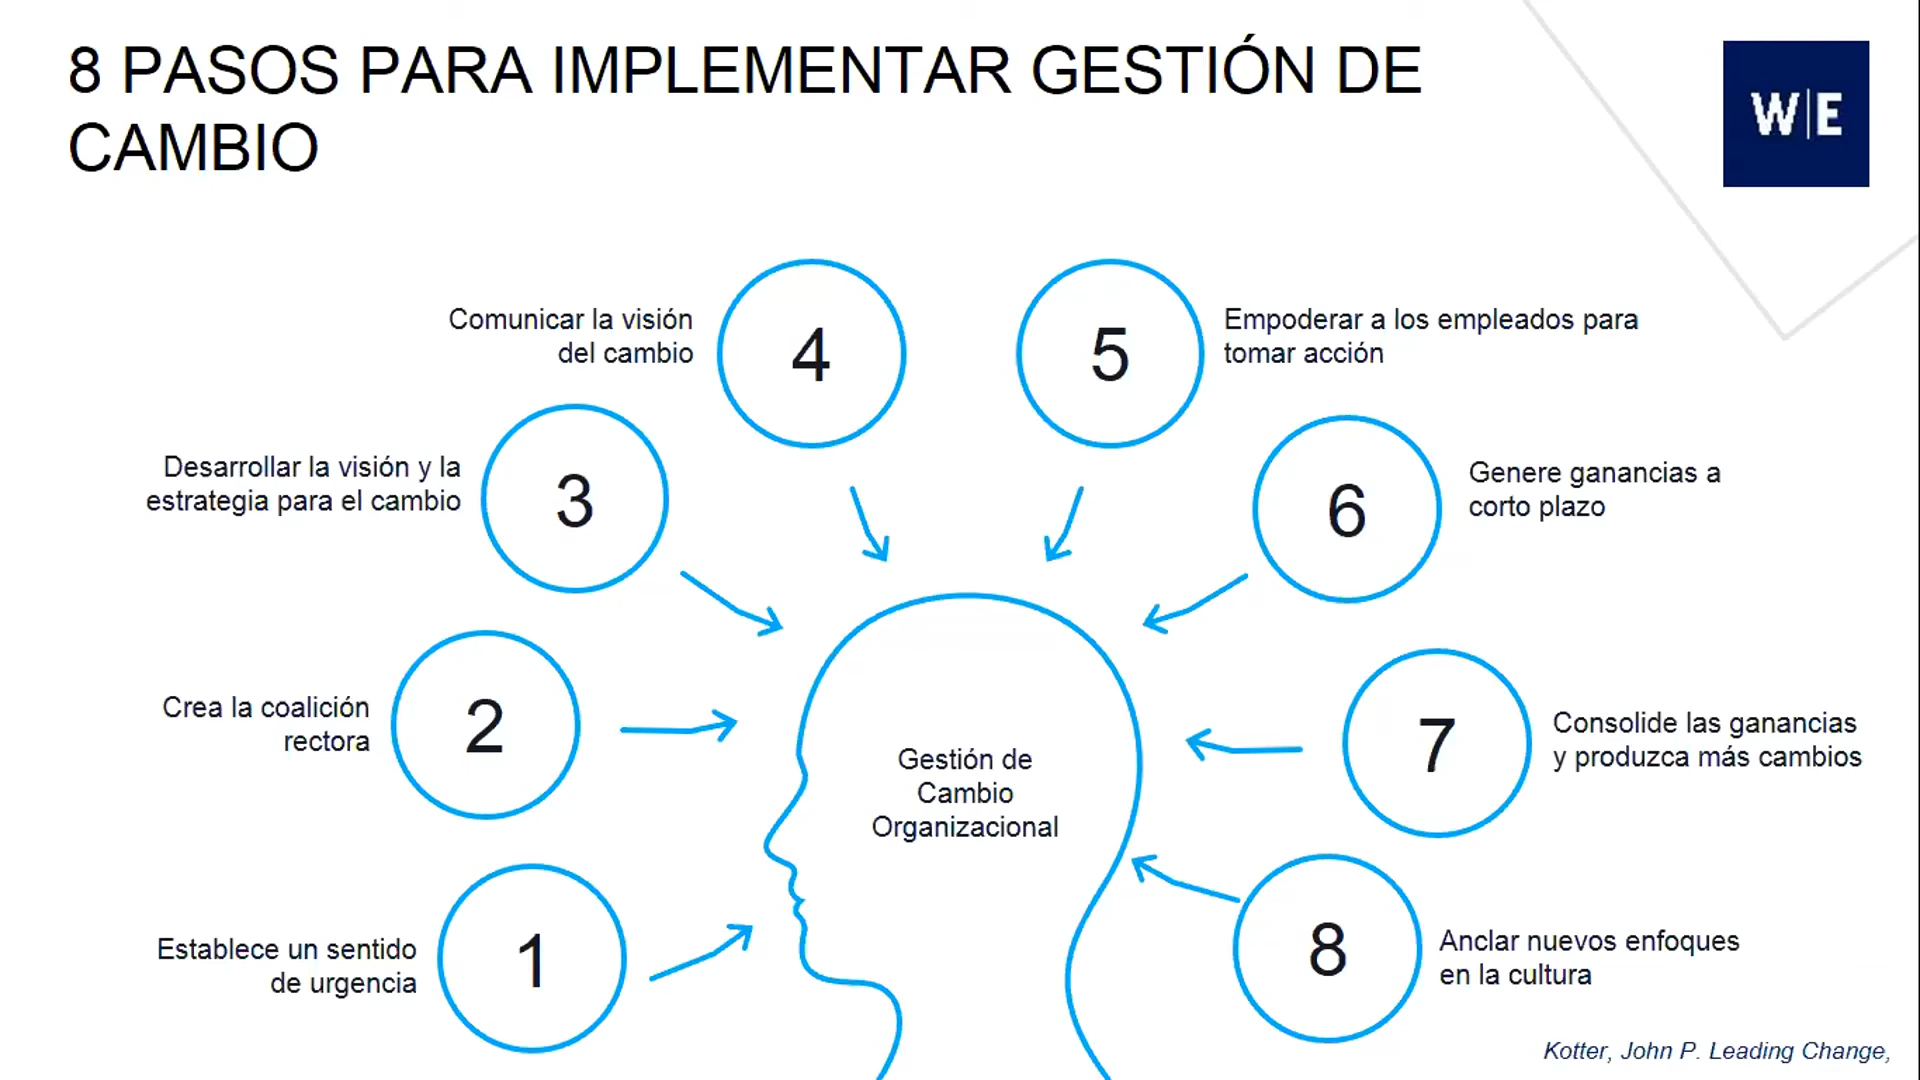 8 PASOS PARA IMPLEMENTAR GESTIÓN DE
CAMBIO
W|E
4
Comunicar la visión
del cambio
5
Empoderar a los empleados para
tomar acción
3
Desarrollar la visión y la
estrategia para el cambio
6
Genere ganancias a
corto plazo
2
Crea la coalición
rectora
7
Consolide las ganancias
y produzca más cambios
Gestión de
Cambio
Organizacional
1
Establece un sentido
de urgencia
8
Anclar nuevos enfoques
en la cultura
Kotter, John P. Leading Change,